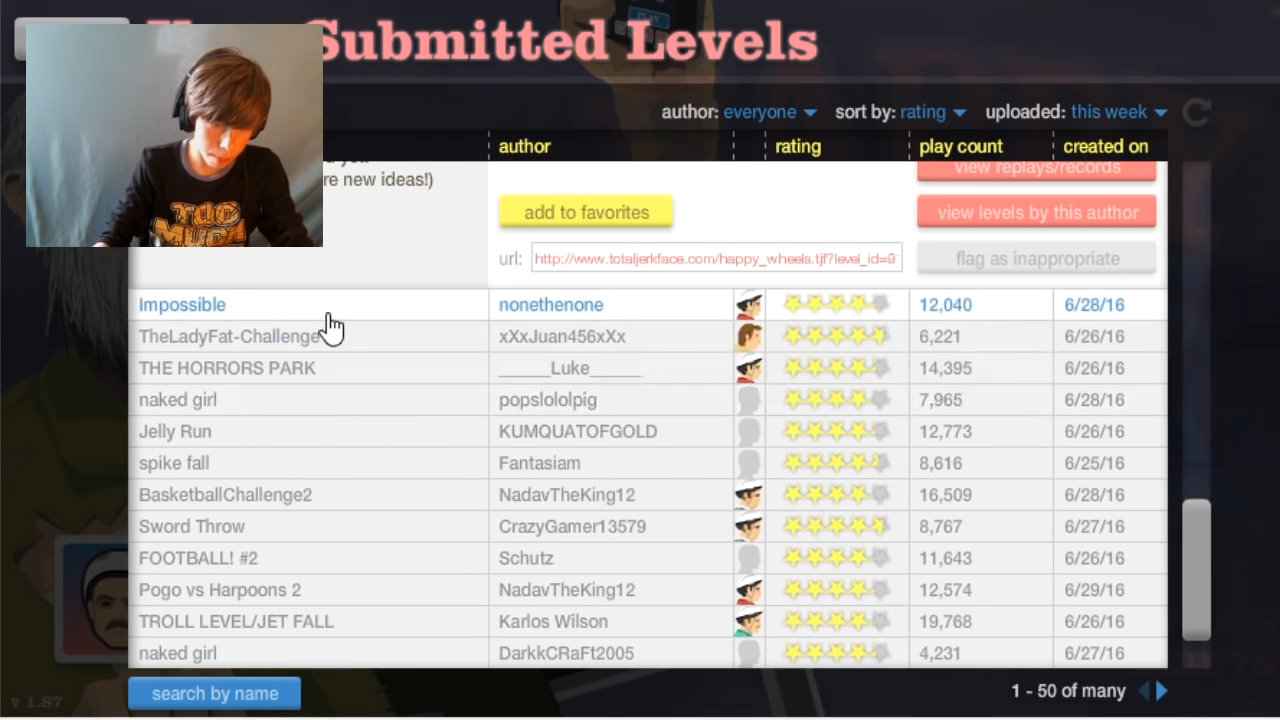 Submitted Levels
author: everyone sort by: rating uploaded: this week
author rating play count created on
re new ideas!)
view replays/records
add to favorites view levels by this author
url: http://www.totaljerkface.com/happy_wheels.tjf?level_id=9 flag as inappropriate
Impossible nonethenone 12,040 6/28/16
TheLadyFat-Challenge xXxJuan456xXx 6,221 6/26/16
THE HORRORS PARK _____Luke_____ 14,395 6/26/16
naked girl popslololpig 7,965 6/28/16
Jelly Run KUMQUATOFGOLD 12,773 6/26/16
spike fall Fantasiam 8,616 6/25/16
BasketballChallenge2 NadavTheKing12 16,509 6/28/16
Sword Throw CrazyGamer13579 8,767 6/27/16
FOOTBALL! #2 Schutz 11,643 6/26/16
Pogo vs Harpoons 2 NadavTheKing12 12,574 6/29/16
TROLL LEVEL/JET FALL Karlos Wilson 19,768 6/26/16
naked girl DarkkCRaFt2005 4,231 6/27/16
search by name 1 - 50 of many
v 1.87
TOO
MUCH